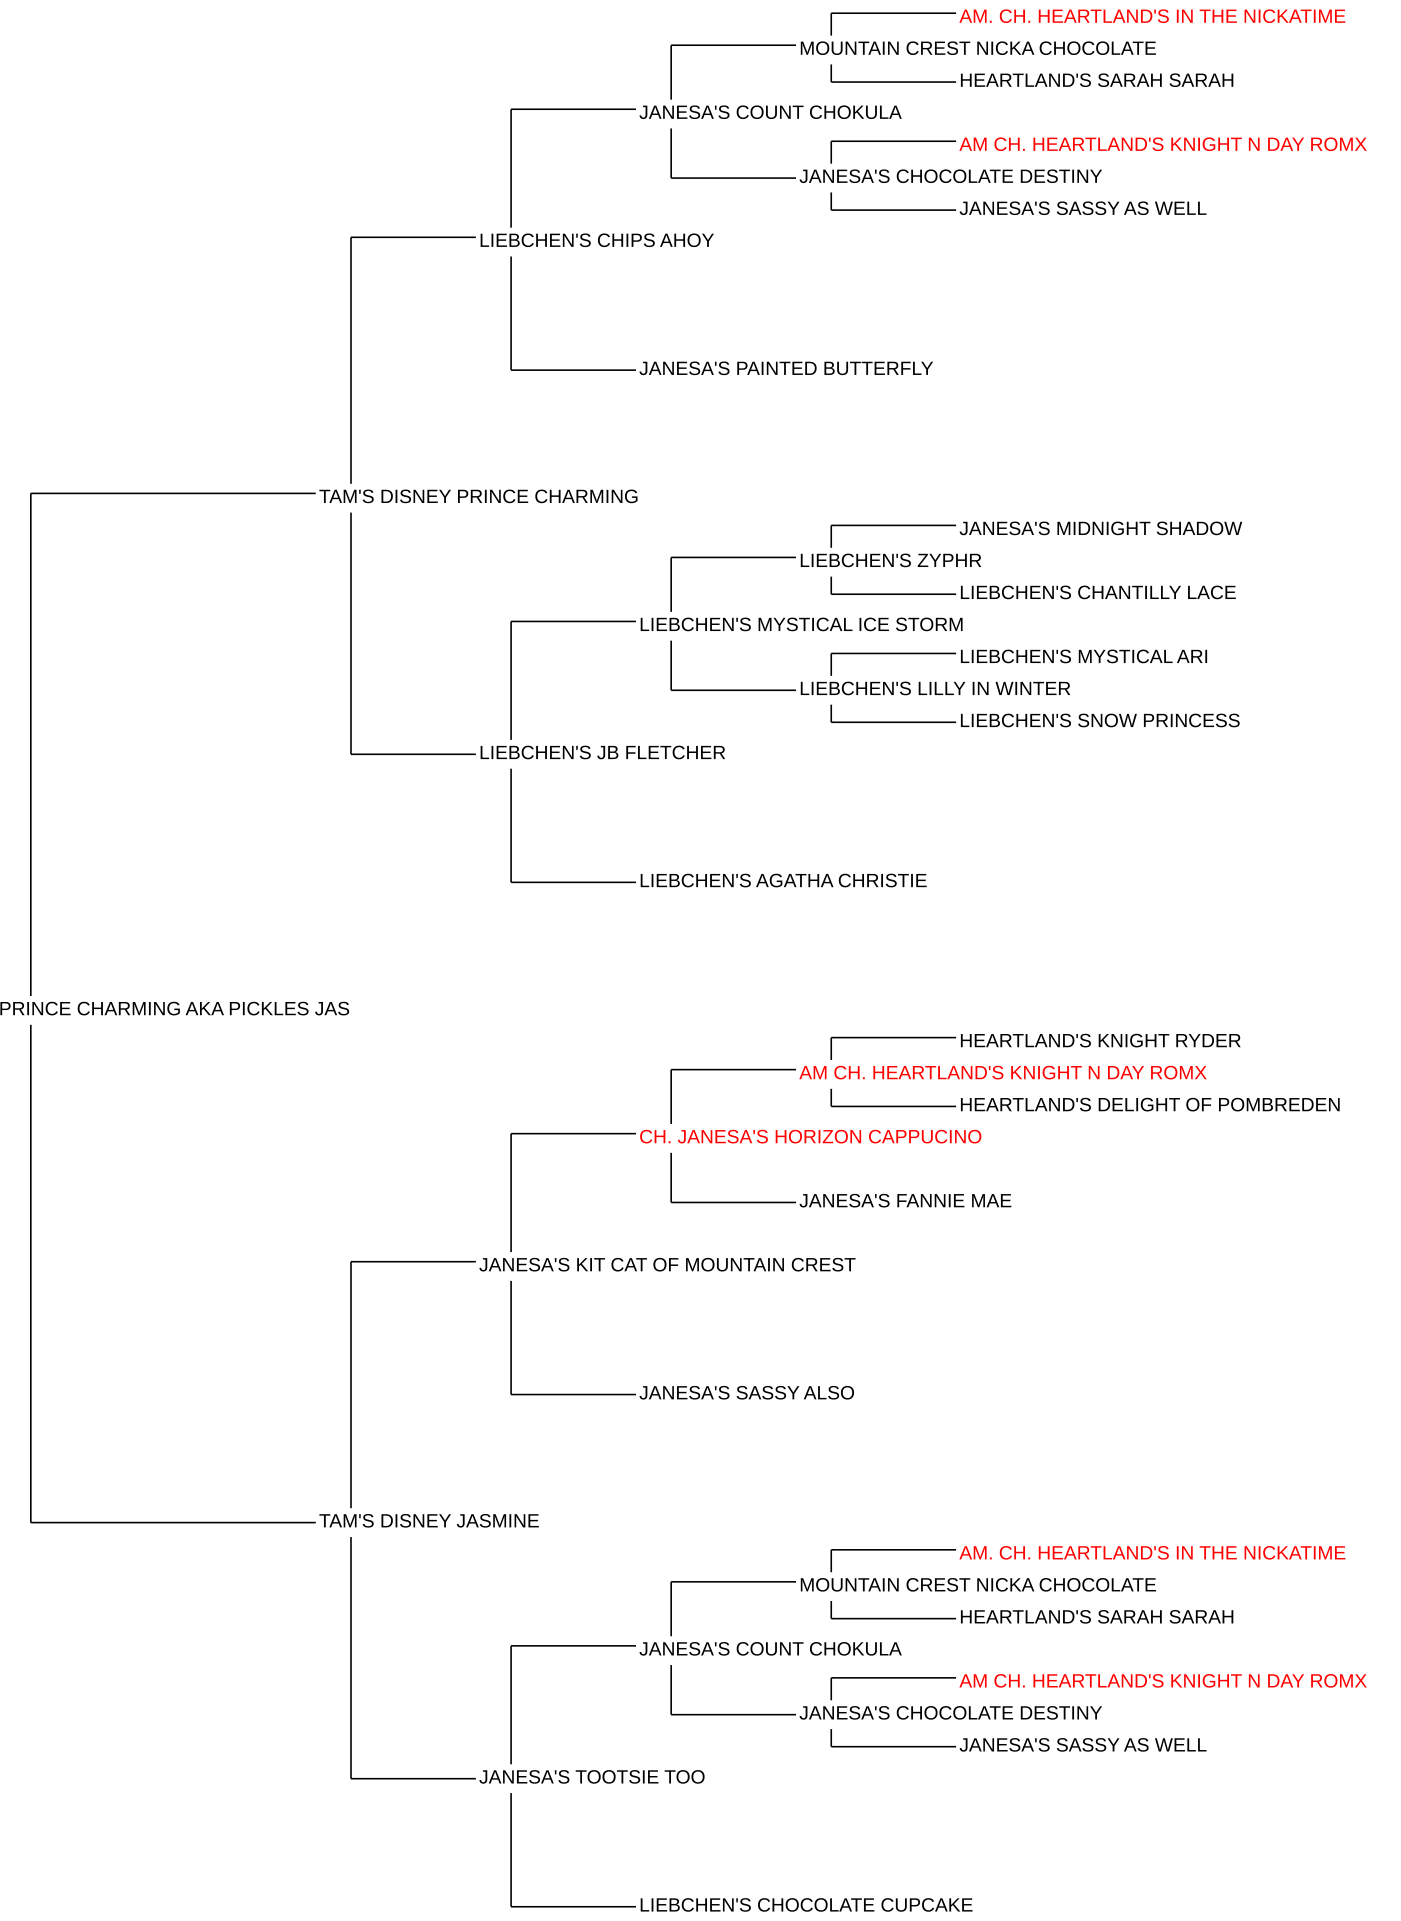 AM. CH. HEARTLAND'S IN THE NICKATIME
MOUNTAIN CREST NICKA CHOCOLATE
HEARTLAND'S SARAH SARAH
JANESA'S COUNT CHOKULA
AM CH. HEARTLAND'S KNIGHT N DAY ROMX
JANESA'S CHOCOLATE DESTINY
JANESA'S SASSY AS WELL
LIEBCHEN'S CHIPS AHOY
JANESA'S PAINTED BUTTERFLY
TAM'S DISNEY PRINCE CHARMING
JANESA'S MIDNIGHT SHADOW
LIEBCHEN'S ZYPHR
LIEBCHEN'S CHANTILLY LACE
LIEBCHEN'S MYSTICAL ICE STORM
LIEBCHEN'S MYSTICAL ARI
LIEBCHEN'S LILLY IN WINTER
LIEBCHEN'S SNOW PRINCESS
LIEBCHEN'S JB FLETCHER
LIEBCHEN'S AGATHA CHRISTIE
PRINCE CHARMING AKA PICKLES JAS
HEARTLAND'S KNIGHT RYDER
AM CH. HEARTLAND'S KNIGHT N DAY ROMX
HEARTLAND'S DELIGHT OF POMBREDEN
CH. JANESA'S HORIZON CAPPUCINO
JANESA'S FANNIE MAE
JANESA'S KIT CAT OF MOUNTAIN CREST
JANESA'S SASSY ALSO
TAM'S DISNEY JASMINE
AM. CH. HEARTLAND'S IN THE NICKATIME
MOUNTAIN CREST NICKA CHOCOLATE
HEARTLAND'S SARAH SARAH
JANESA'S COUNT CHOKULA
AM CH. HEARTLAND'S KNIGHT N DAY ROMX
JANESA'S CHOCOLATE DESTINY
JANESA'S SASSY AS WELL
JANESA'S TOOTSIE TOO
LIEBCHEN'S CHOCOLATE CUPCAKE